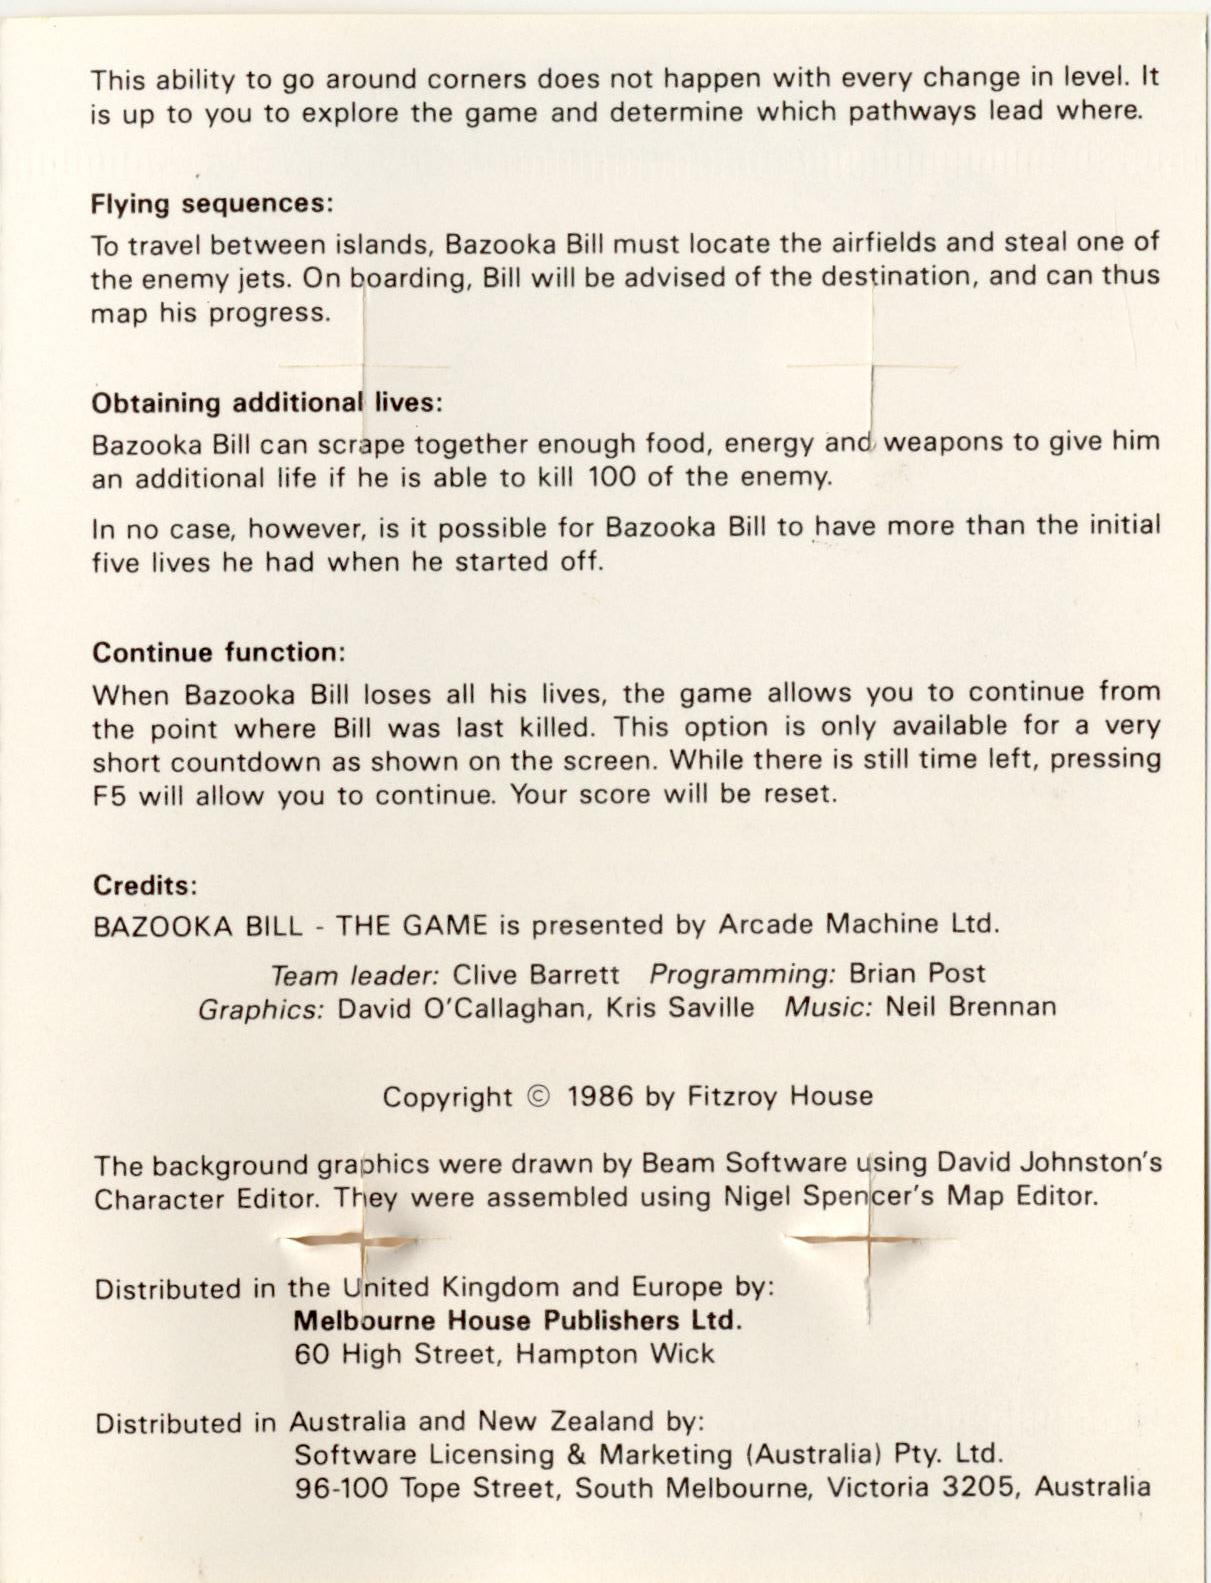 This ability to go around corners does not happen with every change in level. It
is up to you to explore the game and determine which pathways lead where.
Flying sequences:
To travel between islands, Bazooka Bill must locate the airfields and steal one of
the enemy jets. On boarding, Bill will be advised of the destination, and can thus
map his progress.
Obtaining additional lives:
Bazooka Bill can scrape together enough food, energy and weapons to give him
an additional life if he is able to kill 100 of the enemy.
In no case, however, is it possible for Bazooka Bill to have more than the initial
five lives he had when he started off.
Continue function:
When Bazooka Bill loses all his lives, the game allows you to continue from
the point where Bill was last killed. This option is only available for a very
short countdown as shown on the screen. While there is still time left, pressing
F5 will allow you to continue. Your score will be reset.
Credits:
BAZOOKA BILL - THE GAME is presented by Arcade Machine Ltd.
Team leader: Clive Barrett Programming: Brian Post
Graphics: David O'Callaghan, Kris Saville Music: Neil Brennan
Copyright © 1986 by Fitzroy House
The background graphics were drawn by Beam Software using David Johnston's
Character Editor. They were assembled using Nigel Spencer's Map Editor.
Distributed in the United Kingdom and Europe by:
Melbourne House Publishers Ltd.
60 High Street, Hampton Wick
Distributed in Australia and New Zealand by:
Software Licensing & Marketing (Australia) Pty. Ltd.
96-100 Tope Street, South Melbourne, Victoria 3205, Australia